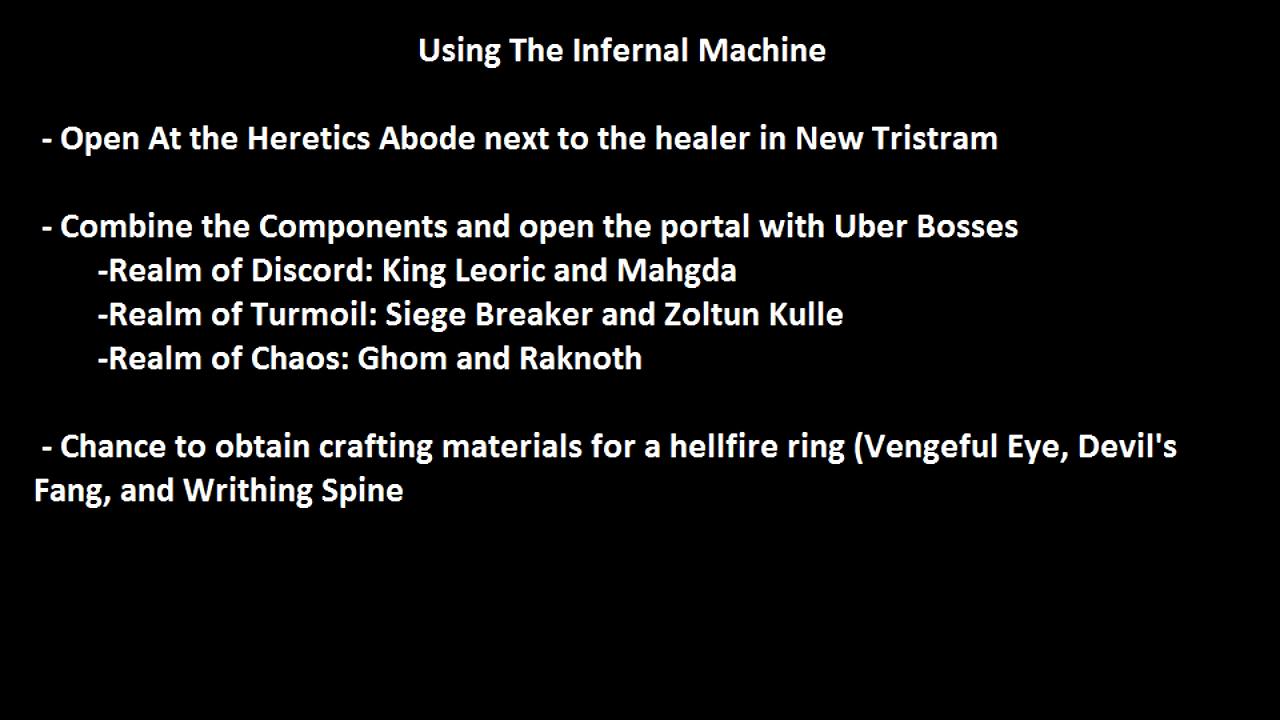 Using The Infernal Machine
- Open At the Heretics Abode next to the healer in New Tristram
- Combine the Components and open the portal with Uber Bosses
-Realm of Discord: King Leoric and Mahgda
-Realm of Turmoil: Siege Breaker and Zoltun Kulle
-Realm of Chaos: Ghom and Raknoth
- Chance to obtain crafting materials for a hellfire ring (Vengeful Eye, Devil's
Fang, and Writhing Spine